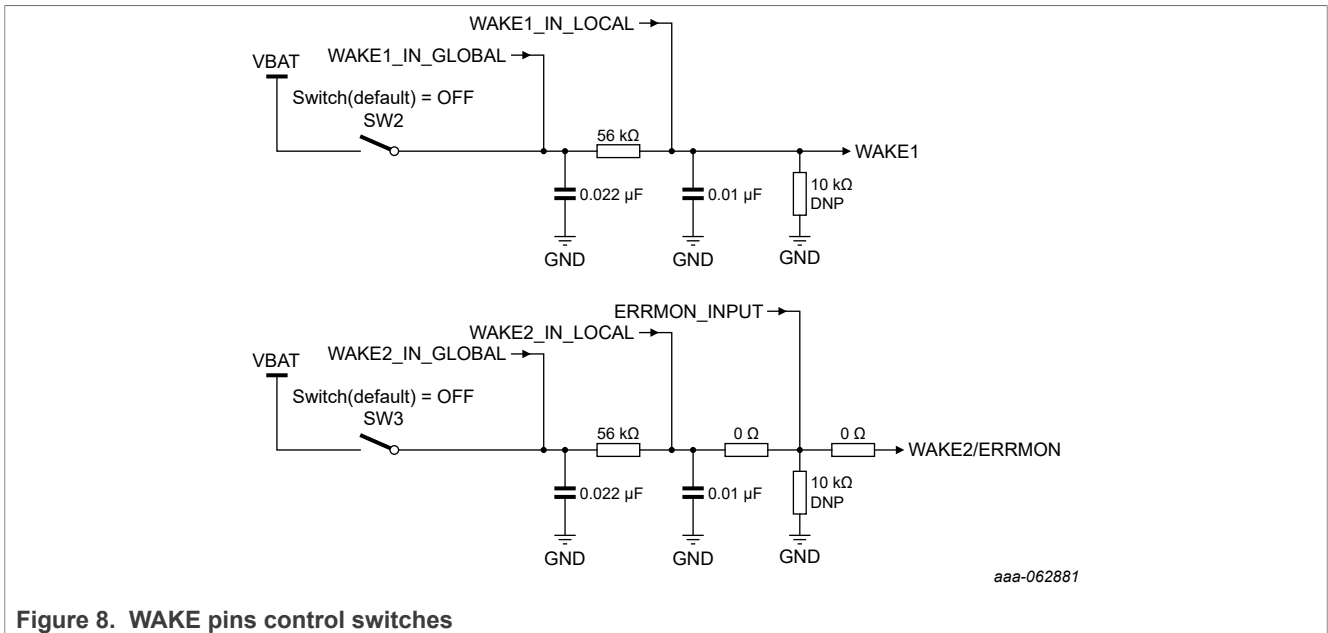 WAKE1_IN_LOCAL
WAKE1_IN_GLOBAL
VBAT
Switch(default) = OFF
SW2
56 kΩ
WAKE1
0.022 µF
0.01 µF
10 kΩ
DNP
GND
GND
GND
ERRMON_INPUT
WAKE2_IN_LOCAL
WAKE2_IN_GLOBAL
VBAT
Switch(default) = OFF
SW3
56 kΩ
0 Ω
0 Ω
WAKE2/ERRMON
0.022 µF
0.01 µF
10 kΩ
DNP
GND
GND
GND
aaa-062881
Figure 8. WAKE pins control switches